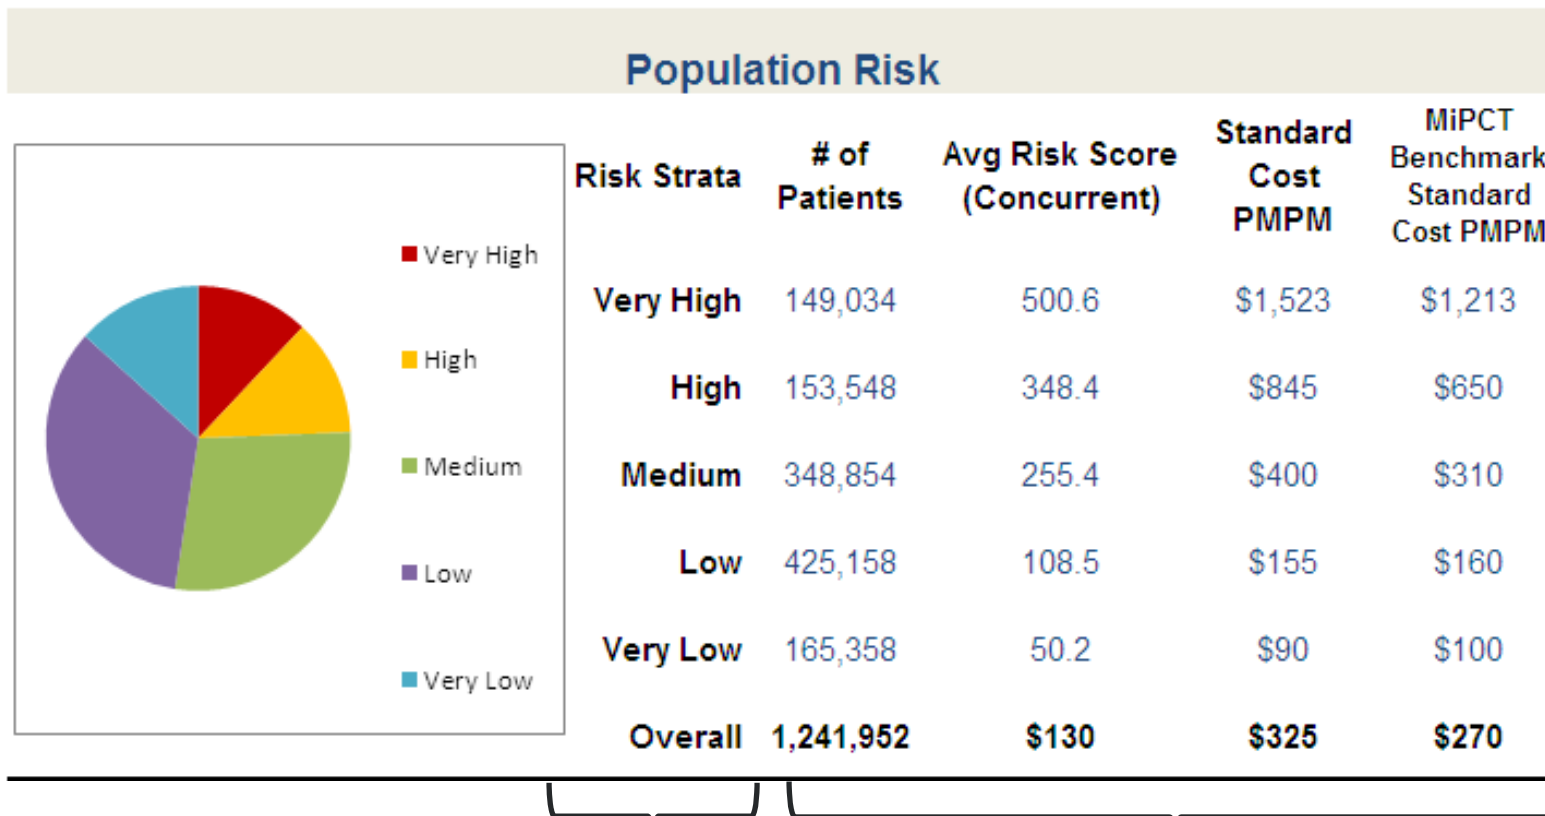 Population Risk
Very High
High
Medium
Low
Very Low
Risk Strata
# of
Patients
Avg Risk Score
(Concurrent)
Standard
Cost
PMPM
MiPCT
Benchmark
Standard
Cost PMPM
Very High 149,034 500.6 $1,523 $1,213
High 153,548 348.4 $845 $650
Medium 348,854 255.4 $400 $310
Low 425,158 108.5 $155 $160
Very Low 165,358 50.2 $90 $100
Overall 1,241,952 $130 $325 $270